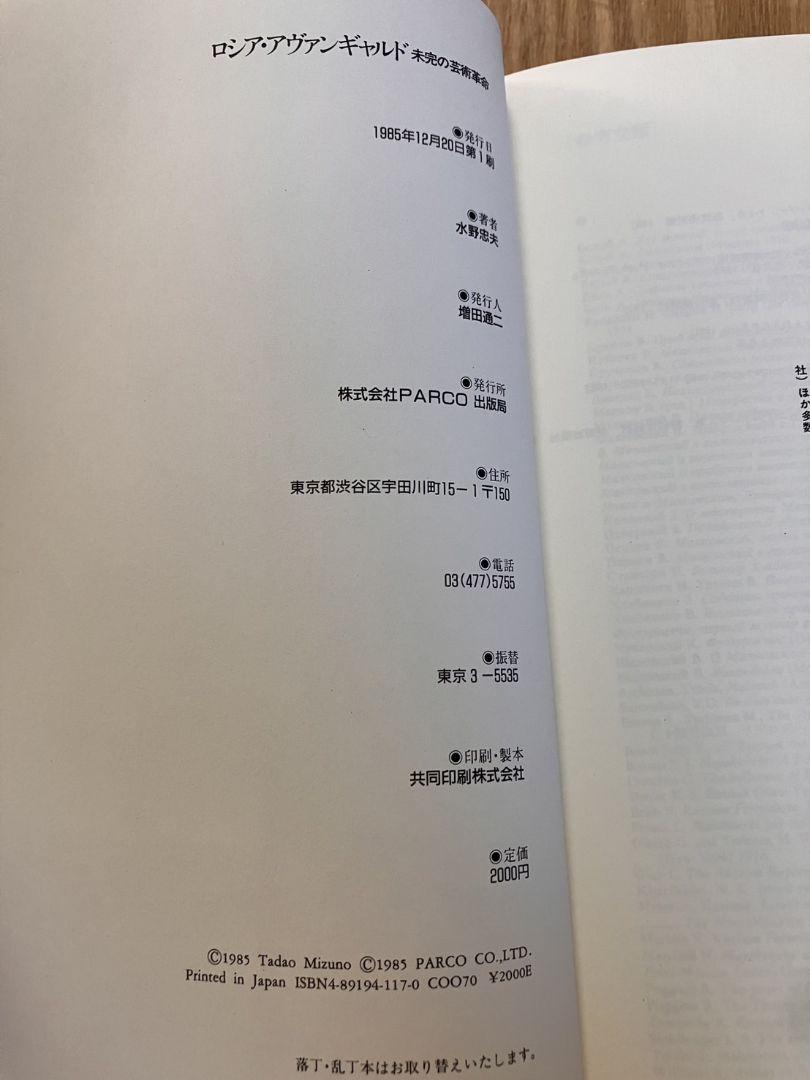 ロシア・アヴァンギャルド 未完の芸術革命
◉発行日
1985年12月20日第1刷
◉著者
水野忠夫
◉発行人
増田通二
◉発行所
株式会社PARCO 出版局
◉住所
東京都渋谷区宇田川町15−1 〒150
◉電話
03(477)5755
◉振替
東京3−5535
◉印刷・製本
共同印刷株式会社
◉定価
2000円
©1985 Tadao Mizuno ©1985 PARCO CO.,LTD.
Printed in Japan ISBN4-89194-117-0 COO70 ¥2000E
落丁・乱丁本はお取り替えいたします。
社）ほか多数